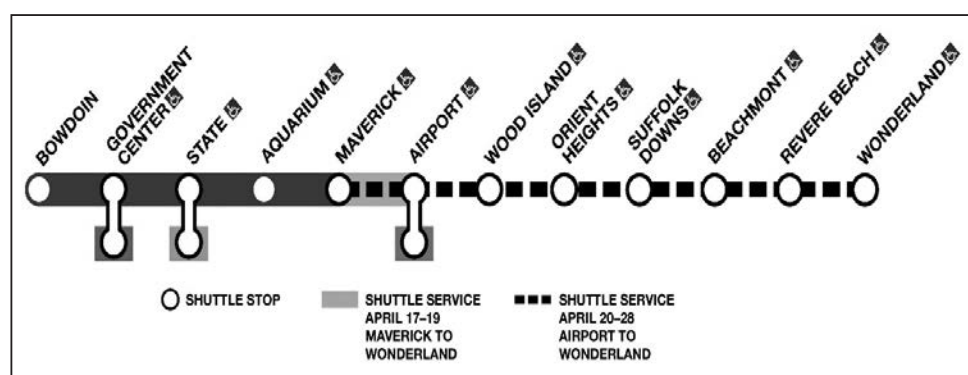 BOWDOIN
GOVERNMENT
CENTER
STATE
AQUARIUM
MAVERICK
AIRPORT
WOOD ISLAND
ORIENT
HEIGHTS
SUFFOLK
DOWNS
BEACHMONT
REVERE BEACH
WONDERLAND
SHUTTLE STOP
SHUTTLE SERVICE
APRIL 17–19
MAVERICK TO
WONDERLAND
SHUTTLE SERVICE
APRIL 20–28
AIRPORT TO
WONDERLAND